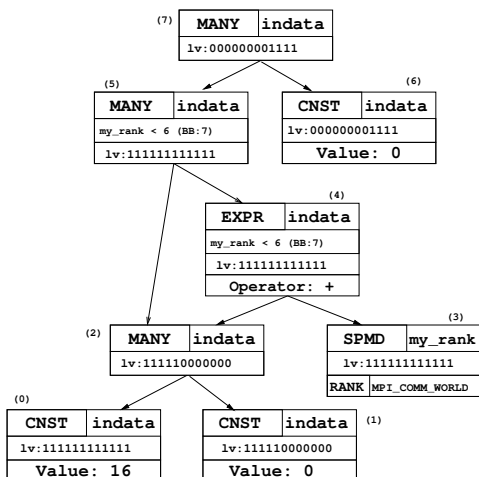 (7)
MANY indata
lv:000000001111
(5)
MANY indata
my_rank < 6 (BB:7)
lv:111111111111
(6)
CNST indata
lv:000000001111
Value: 0
(4)
EXPR indata
my_rank < 6 (BB:7)
lv:111111111111
Operator: +
(2)
MANY indata
lv:111110000000
(3)
SPMD my_rank
lv:111111111111
RANK MPI_COMM_WORLD
(0)
CNST indata
lv:111111111111
Value: 16
(1)
CNST indata
lv:111110000000
Value: 0